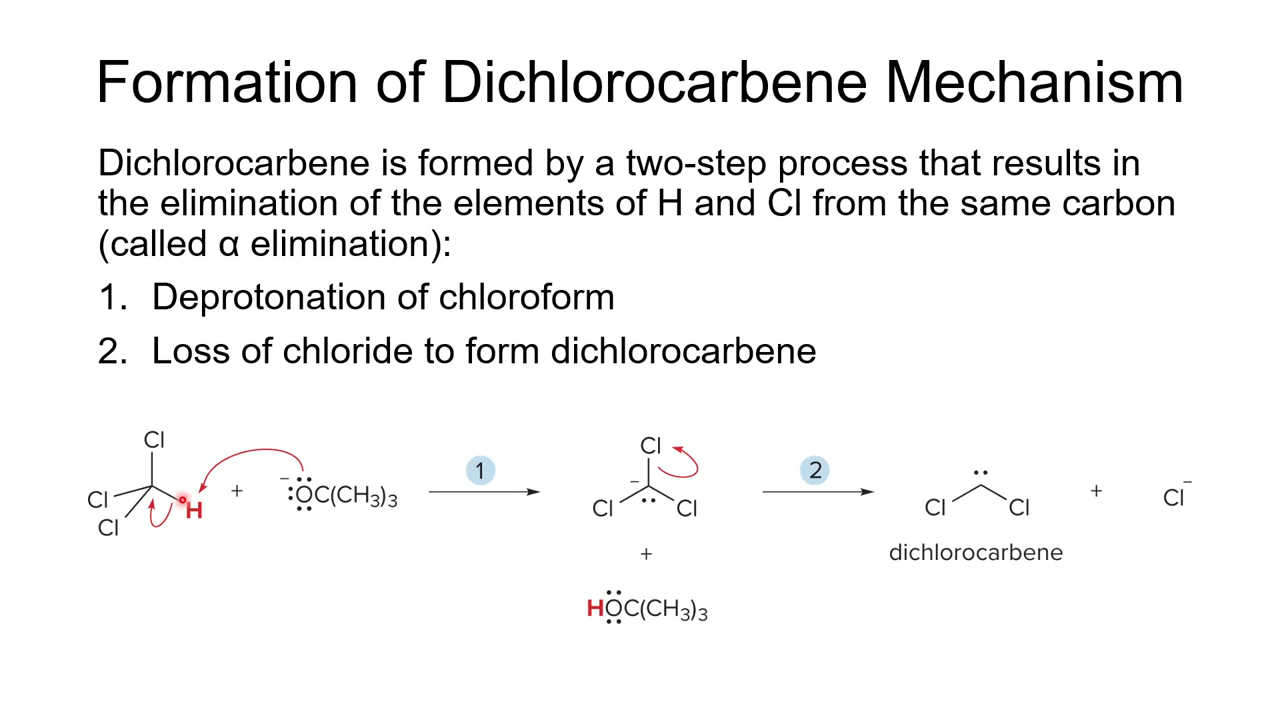 Formation of Dichlorocarbene Mechanism
Dichlorocarbene is formed by a two-step process that results in
the elimination of the elements of H and Cl from the same carbon
(called α elimination):
1. Deprotonation of chloroform
2. Loss of chloride to form dichlorocarbene
Cl
Cl
Cl
H
+
⁻:ÖC(CH₃)₃
1
Cl
Cl
Cl
−
+
HÖC(CH₃)₃
2
Cl
Cl
dichlorocarbene
+
Cl⁻